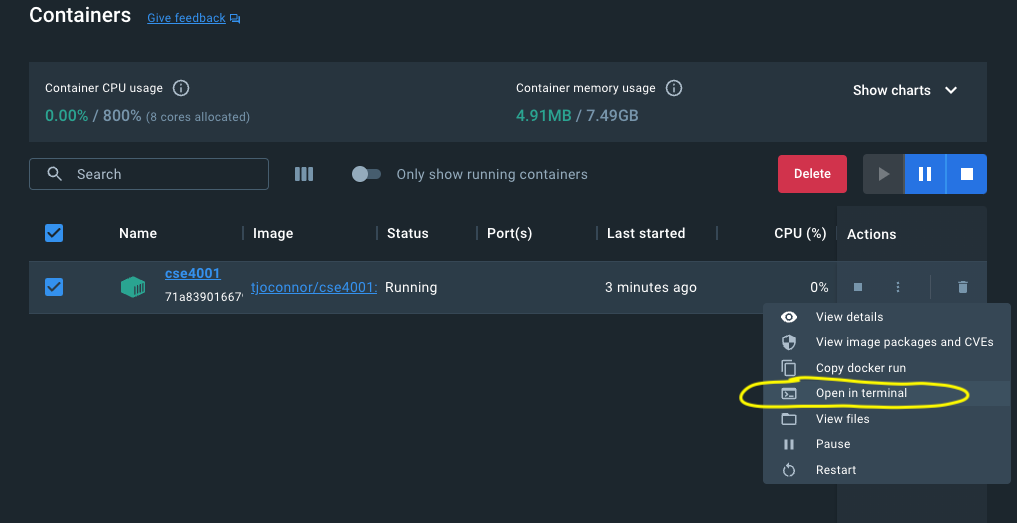 Containers Give feedback
Container CPU usage
0.00% / 800% (8 cores allocated)
Container memory usage
4.91MB / 7.49GB
Show charts
Search
Only show running containers
Delete
Name Image Status Port(s) Last started CPU (%) Actions
cse4001
71a83901667
tjoconnor/cse4001:
Running
3 minutes ago
0%
View details
View image packages and CVEs
Copy docker run
Open in terminal
View files
Pause
Restart